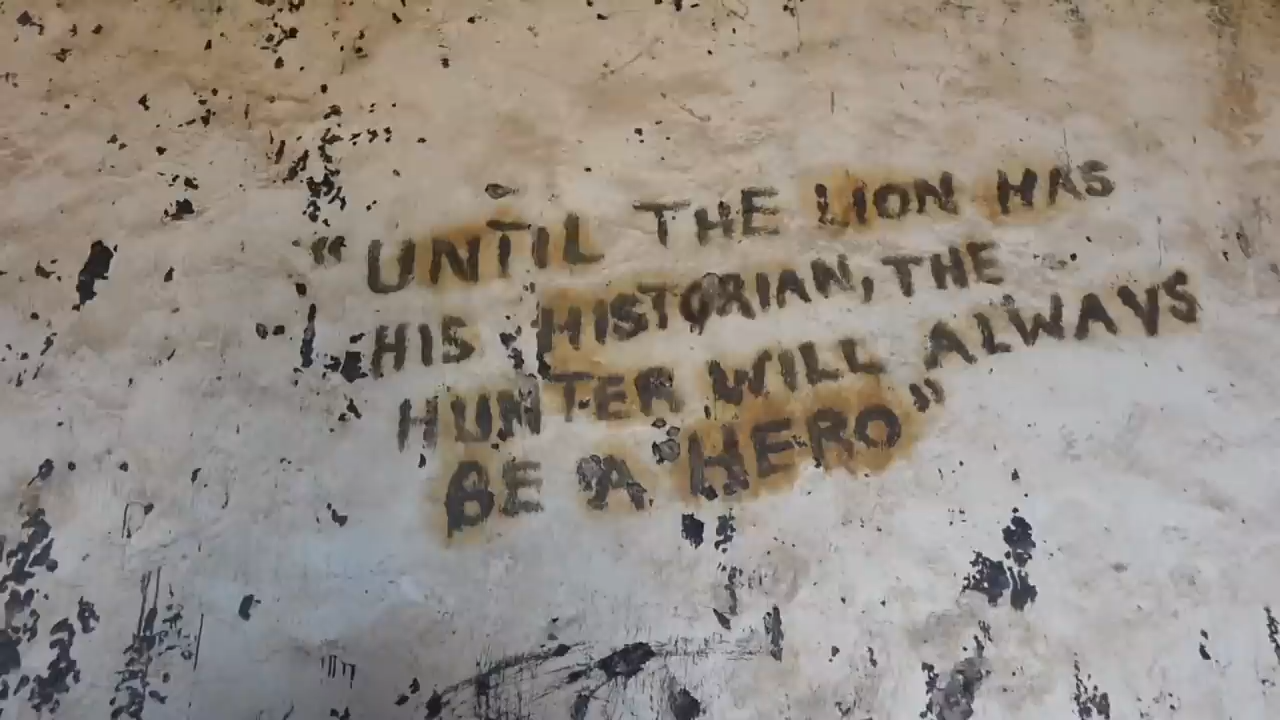 "UNTIL THE LION HAS
HIS HISTORIAN, THE
HUNTER WILL ALWAYS
BE A HERO"